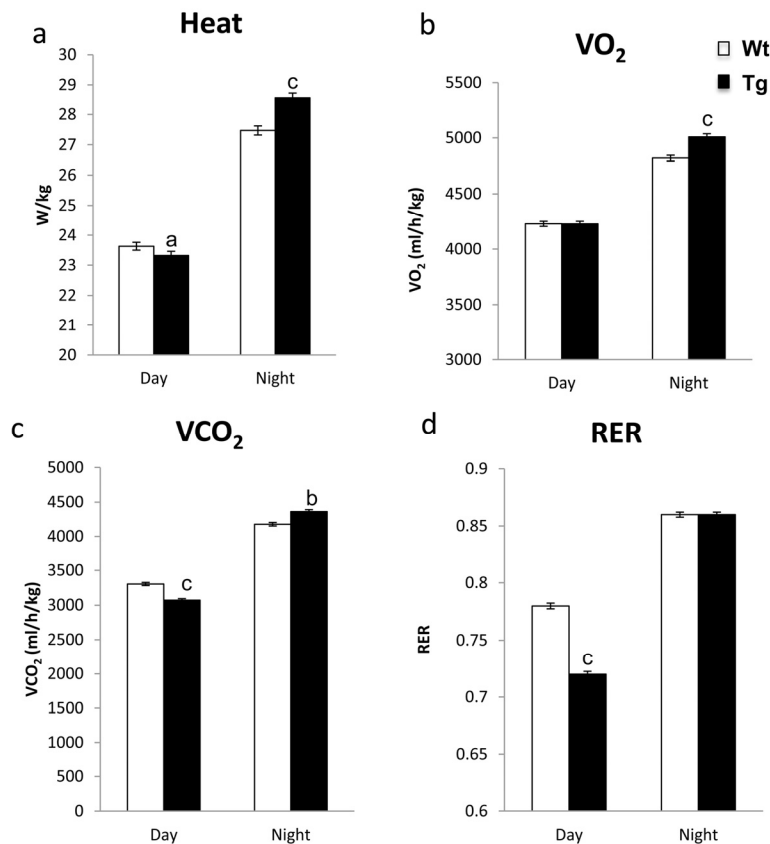 a
Heat
30
29
28
27
26
25
24
23
22
21
20
W/kg
c
a
Day Night
b
VO₂
Wt
Tg
5500
5000
4500
4000
3500
3000
VO₂ (ml/h/kg)
c
Day Night
c
VCO₂
5000
4500
4000
3500
3000
2500
2000
1500
1000
500
0
VCO₂ (ml/h/kg)
b
c
Day Night
d
RER
0.9
0.85
0.8
0.75
0.7
0.65
0.6
RER
c
Day Night